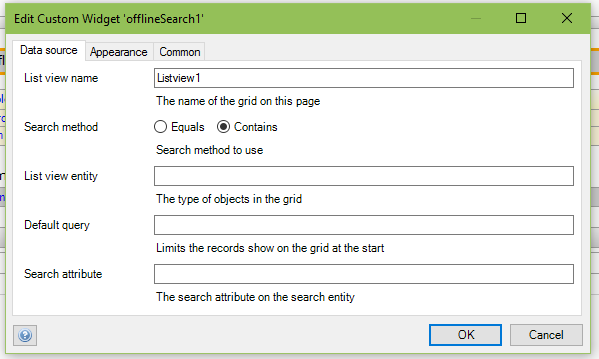 Edit Custom Widget 'offlineSearch1'
Data source Appearance Common
List view name Listview1
The name of the grid on this page
Search method Equals Contains
Search method to use
List view entity
The type of objects in the grid
Default query
Limits the records show on the grid at the start
Search attribute
The search attribute on the search entity
? OK Cancel